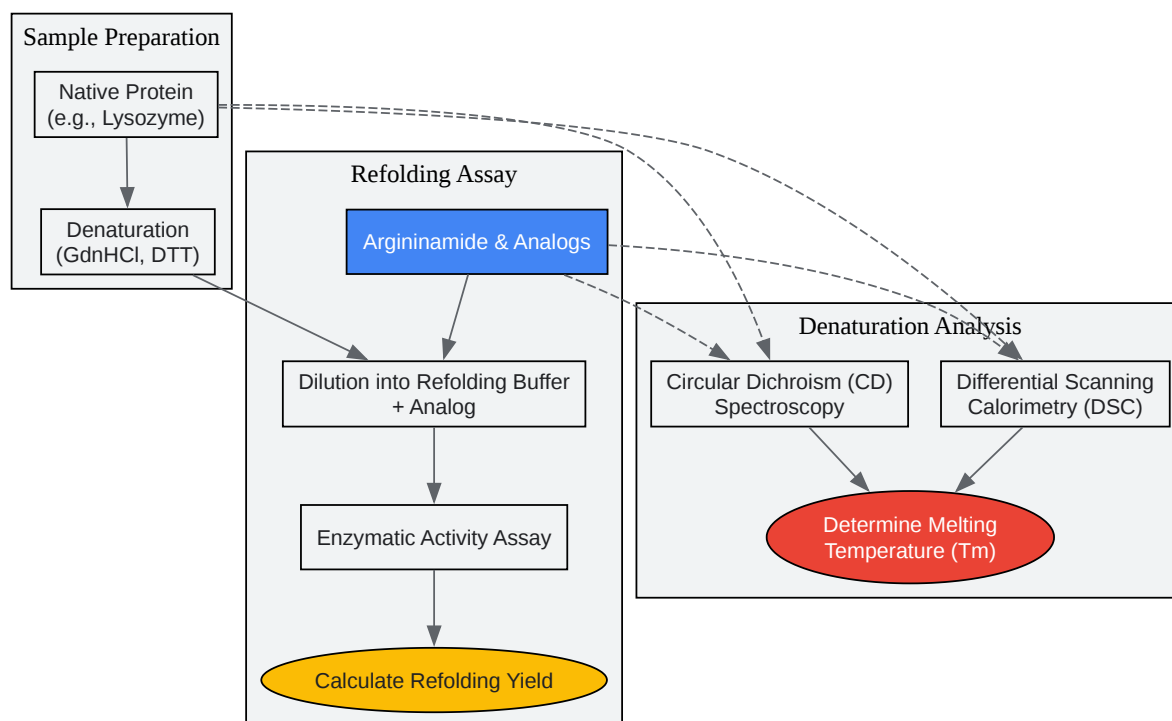 Sample Preparation
Native Protein
(e.g., Lysozyme)
Denaturation
(GdnHCl, DTT)
Refolding Assay
Argininamide & Analogs
Dilution into Refolding Buffer
+ Analog
Enzymatic Activity Assay
Calculate Refolding Yield
Denaturation Analysis
Circular Dichroism (CD)
Spectroscopy
Differential Scanning
Calorimetry (DSC)
Determine Melting
Temperature (Tm)